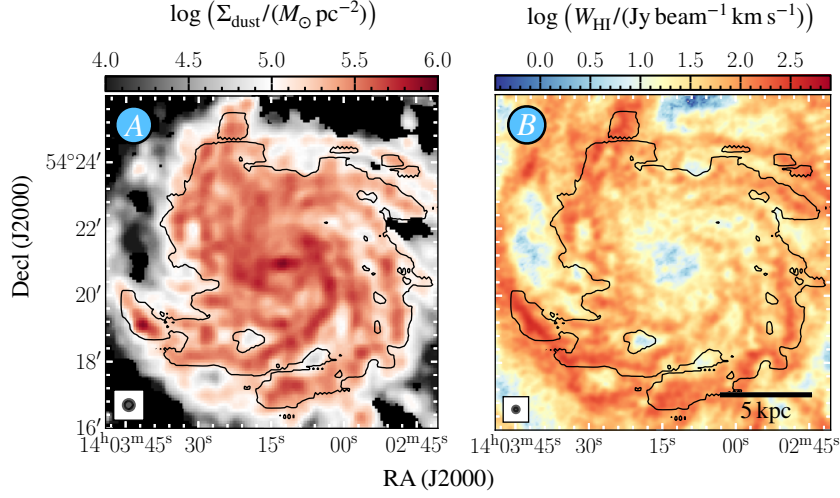 log (Σdust/(M⊙ pc⁻²))
log (WHI/(Jy beam⁻¹ km s⁻¹))
4.0 4.5 5.0 5.5 6.0
0.0 0.5 1.0 1.5 2.0 2.5
A
B
54°24′
22′
20′
18′
16′
Decl (J2000)
5 kpc
14ʰ03ᵐ45ˢ 30ˢ 15ˢ 00ˢ 02ᵐ45ˢ
14ʰ03ᵐ45ˢ 30ˢ 15ˢ 00ˢ 02ᵐ45ˢ
RA (J2000)